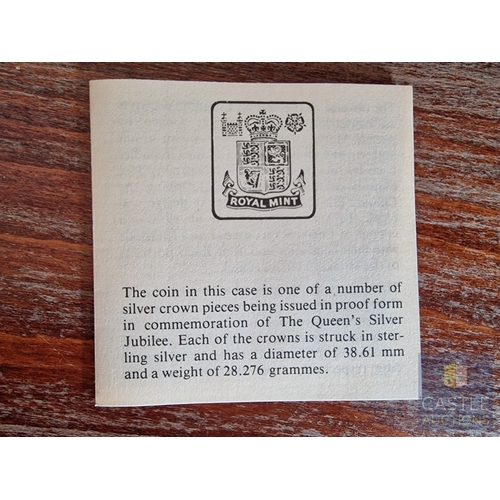 ROYAL MINT
The coin in this case is one of a number of
silver crown pieces being issued in proof form
in commemoration of The Queen's Silver
Jubilee. Each of the crowns is struck in ster-
ling silver and has a diameter of 38.61 mm
and a weight of 28.276 grammes.
CASTLE